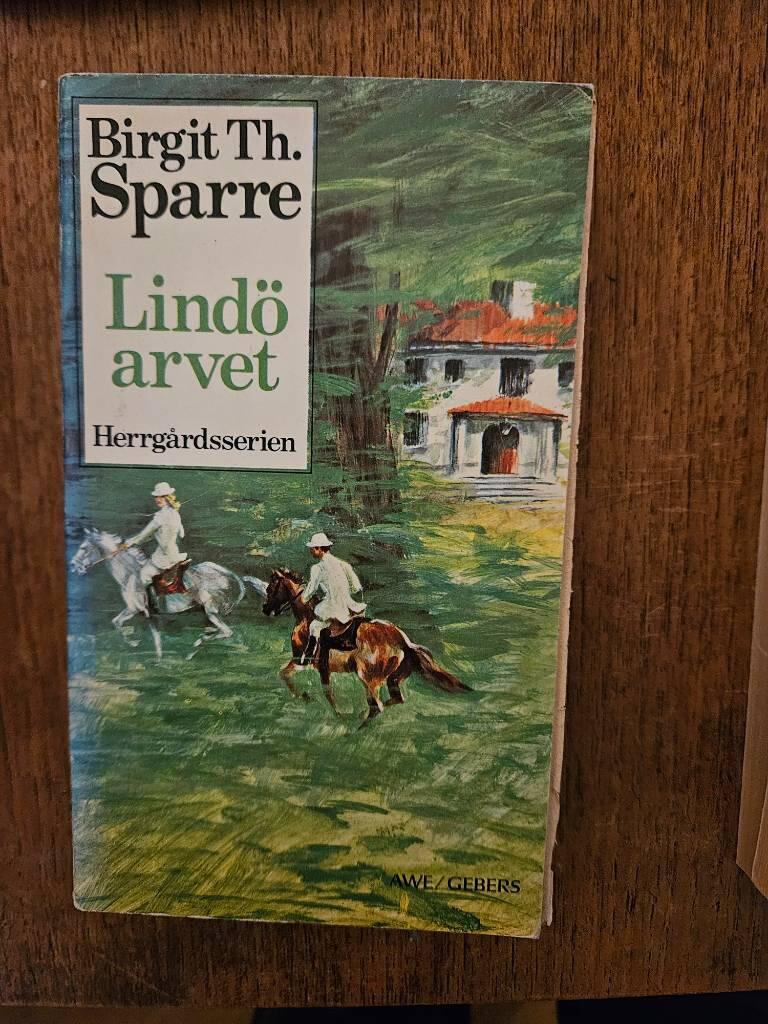 Birgit Th.
Sparre
Lindö
arvet
Herrgårdsserien
AWE/GEBERS